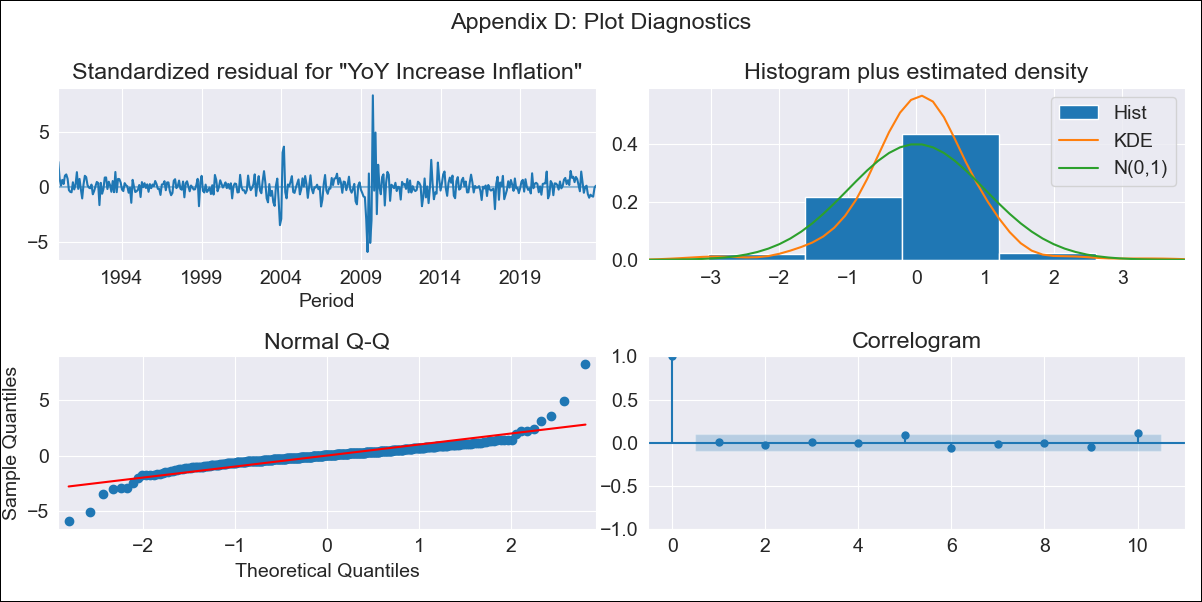 Appendix D: Plot Diagnostics
Standardized residual for "YoY Increase Inflation"
5
0
−5
1994 1999 2004 2009 2014 2019
Period
Histogram plus estimated density
Hist
KDE
N(0,1)
0.4
0.2
0.0
−3 −2 −1 0 1 2 3
Normal Q-Q
Sample Quantiles
5
0
−5
−2 −1 0 1 2
Theoretical Quantiles
Correlogram
1.0
0.5
0.0
−0.5
−1.0
0 2 4 6 8 10